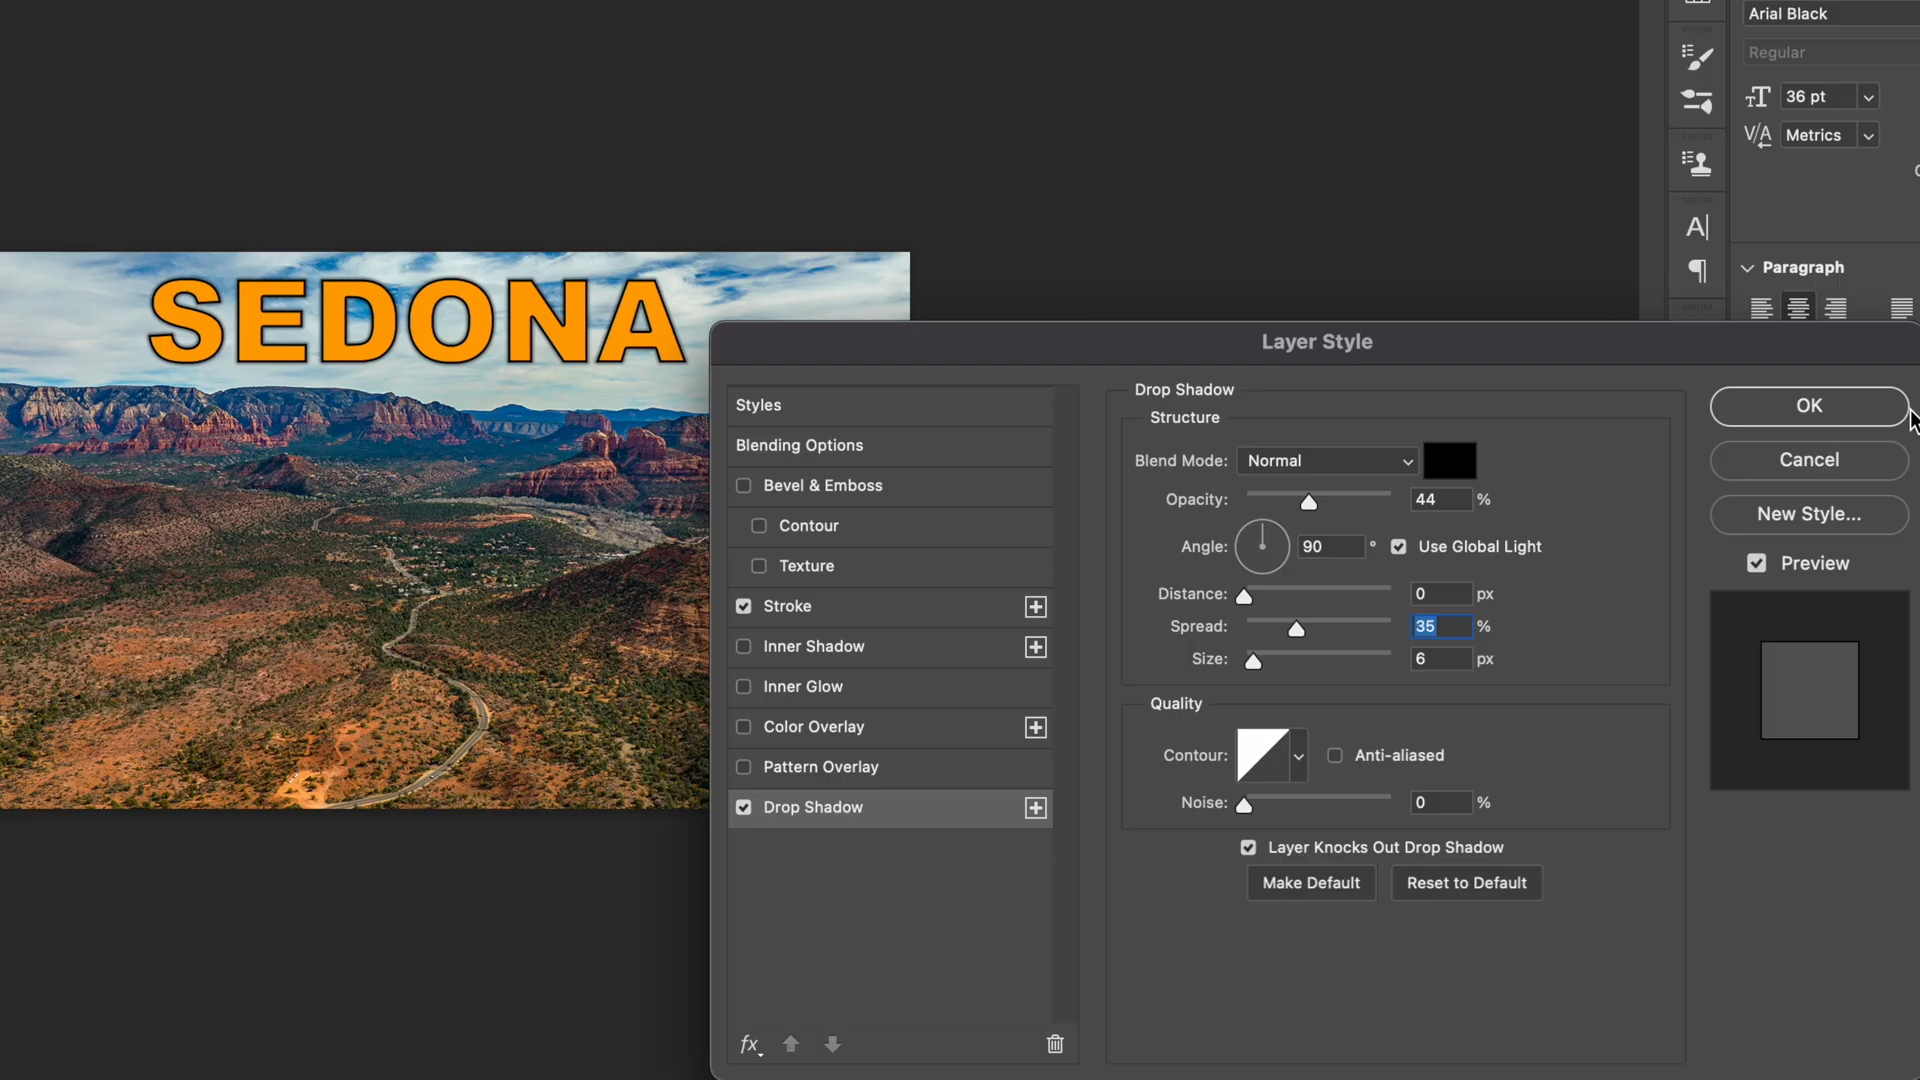 Arial Black
Regular
36 pt
Metrics
Paragraph
SEDONA
Layer Style
Styles
Blending Options
Bevel & Emboss
Contour
Texture
Stroke
Inner Shadow
Inner Glow
Color Overlay
Pattern Overlay
Drop Shadow
fx
Drop Shadow
Structure
Blend Mode: Normal
Opacity: 44 %
Angle: 90 ° Use Global Light
Distance: 0 px
Spread: 35 %
Size: 6 px
Quality
Contour: Anti-aliased
Noise: 0 %
Layer Knocks Out Drop Shadow
Make Default Reset to Default
OK
Cancel
New Style...
Preview